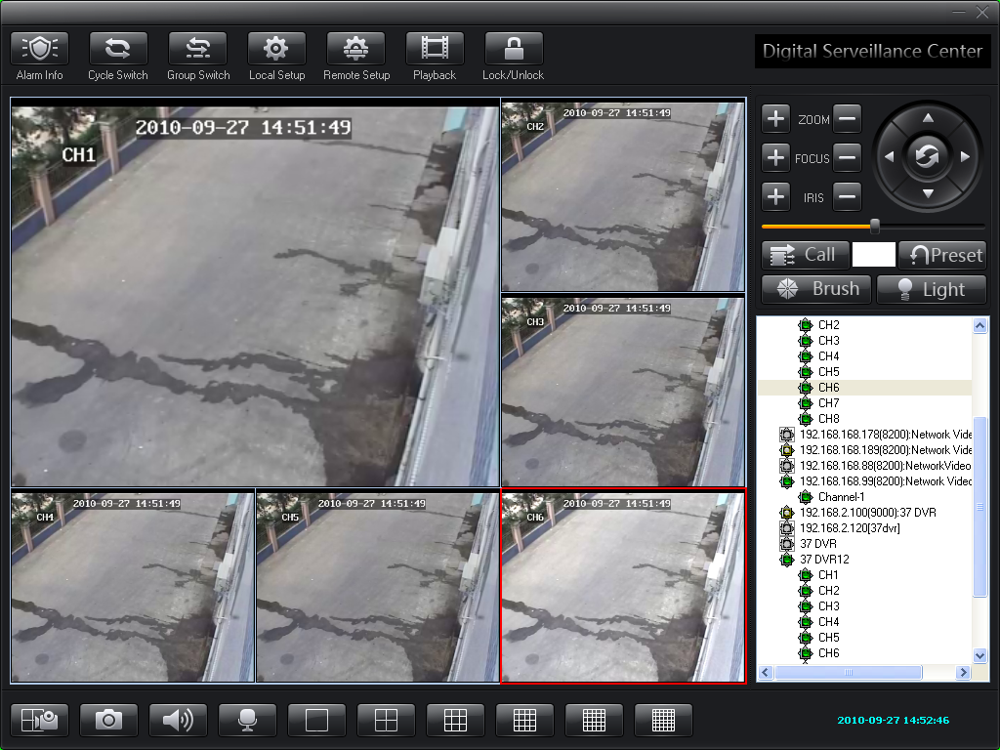 Digital Serveillance Center
Alarm Info
Cycle Switch
Group Switch
Local Setup
Remote Setup
Playback
Lock/Unlock
2010-09-27 14:51:49
CH1
2010-09-27 14:51:49
CH2
2010-09-27 14:51:49
CH3
2010-09-27 14:51:49
CH4
2010-09-27 14:51:49
CH5
2010-09-27 14:51:49
CH6
ZOOM
FOCUS
IRIS
Call
Preset
Brush
Light
CH2
CH3
CH4
CH5
CH6
CH7
CH8
192.168.168.178(8200):Network Vide
192.168.168.189(8200):Network Vide
192.168.168.88(8200):NetworkVideo
192.168.168.99(8200):Network Videc
Channel-1
192.168.2.100(9000):37 DVR
192.168.2.120[37dvr]
37 DVR
37 DVR12
CH1
CH2
CH3
CH4
CH5
CH6
2010-09-27 14:52:46